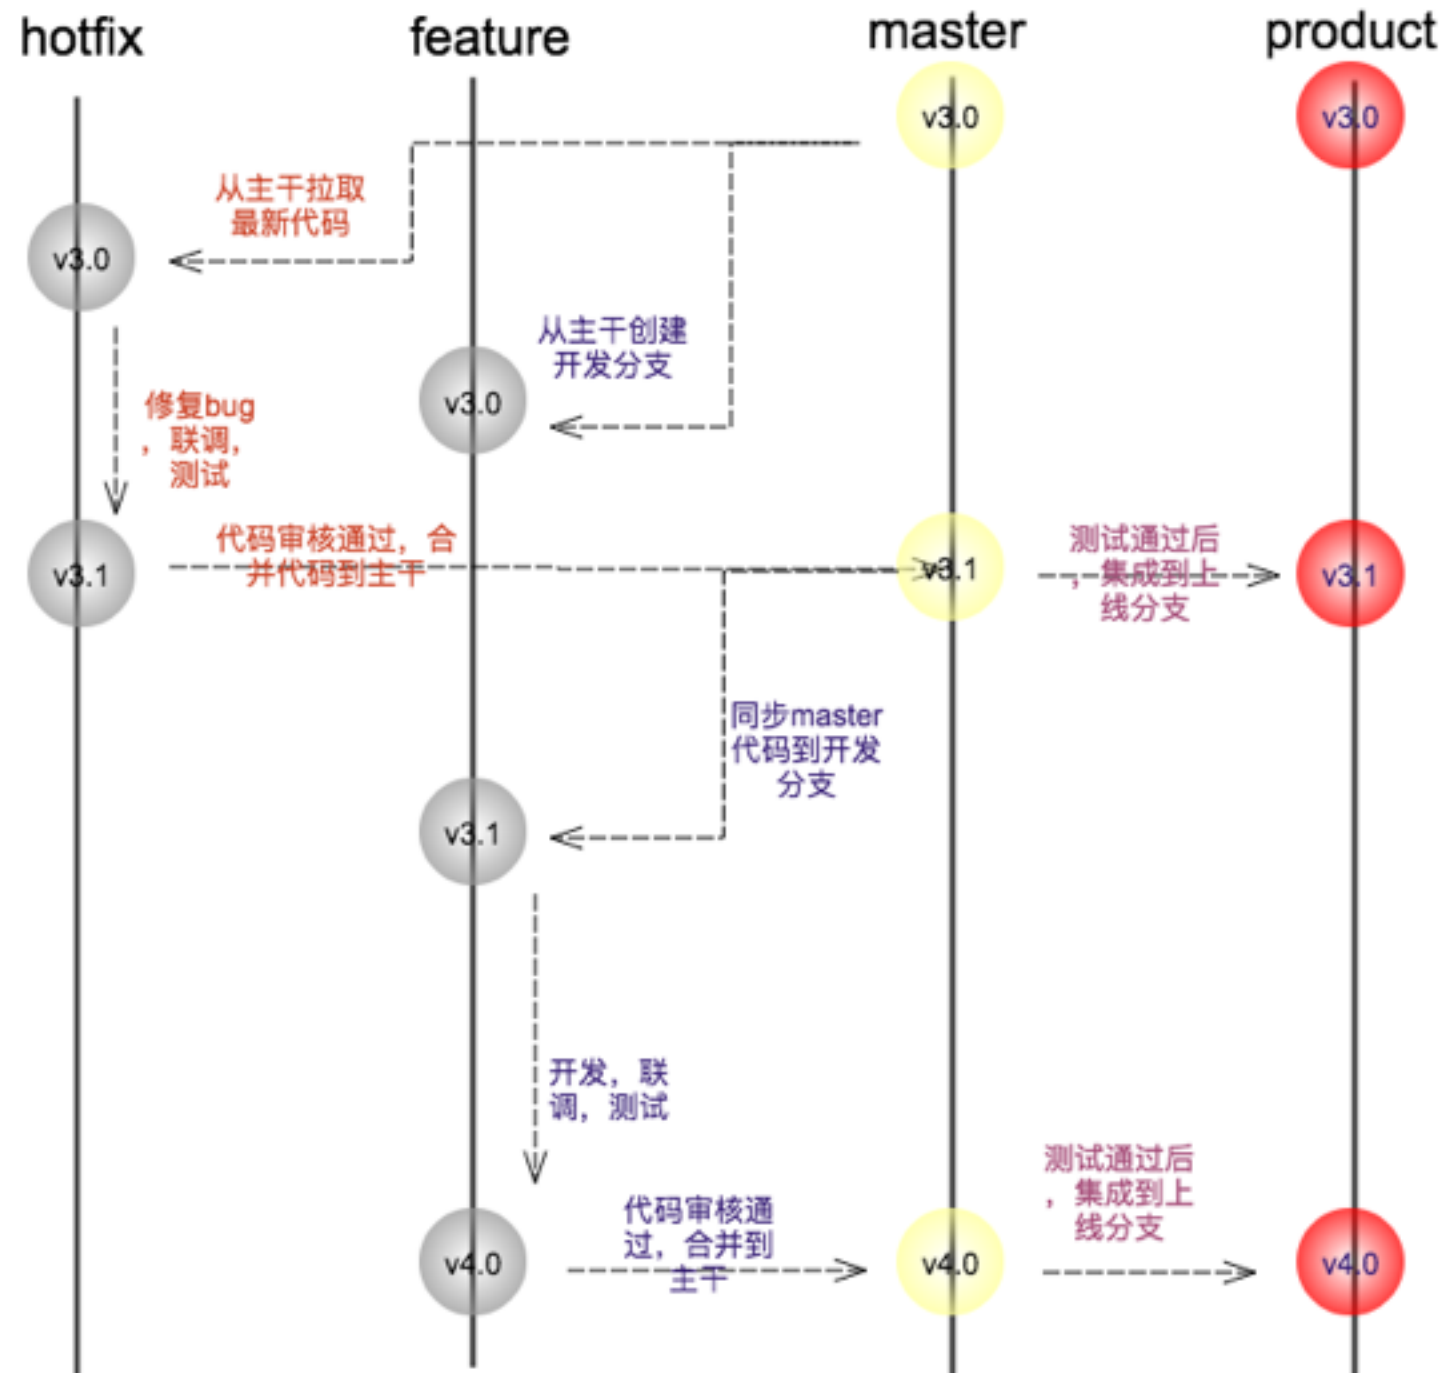 hotfix
feature
master
product
v3.0
v3.0
从主干拉取
最新代码
v3.0
从主干创建
开发分支
v3.0
修复bug
，联调，
测试
代码审核通过，合
并代码到主干
v3.1
v3.1
测试通过后
，集成到上
线分支
v3.1
同步master
代码到开发
分支
v3.1
开发，联
调，测试
代码审核通
过，合并到
主干
测试通过后
，集成到上
线分支
v4.0
v4.0
v4.0